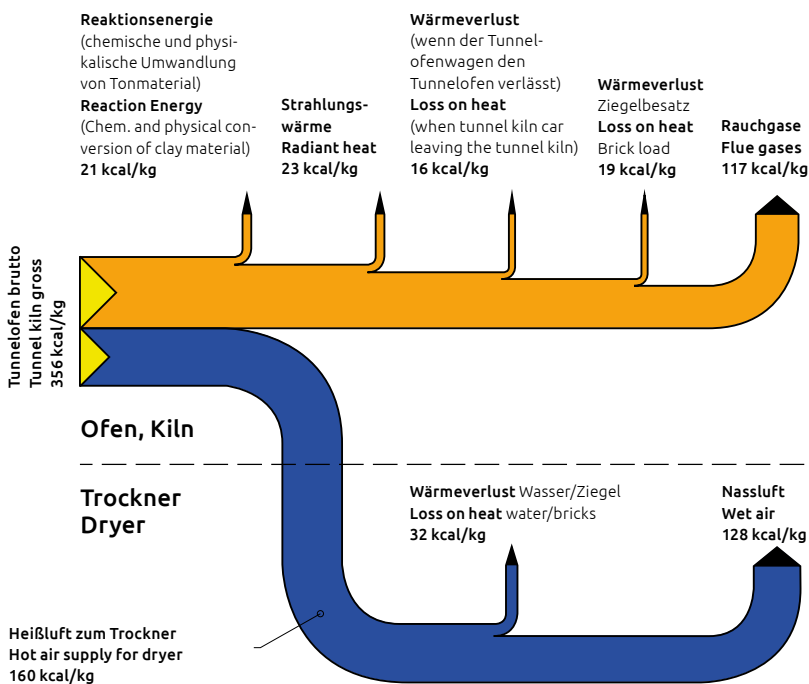 Reaktionsenergie
(chemische und physi-
kalische Umwandlung
von Tonmaterial)
Reaction Energy
(Chem. and physical con-
version of clay material)
21 kcal/kg
Strahlungs-
wärme
Radiant heat
23 kcal/kg
Wärmeverlust
(wenn der Tunnel-
ofenwagen den
Tunnelofen verlässt)
Loss on heat
(when tunnel kiln car
leaving the tunnel kiln)
16 kcal/kg
Wärmeverlust
Ziegelbesatz
Loss on heat
Brick load
19 kcal/kg
Rauchgase
Flue gases
117 kcal/kg
Tunnelofen brutto
Tunnel kiln gross
356 kcal/kg
Ofen, Kiln
Trockner
Dryer
Wärmeverlust Wasser/Ziegel
Loss on heat water/bricks
32 kcal/kg
Nassluft
Wet air
128 kcal/kg
Heißluft zum Trockner
Hot air supply for dryer
160 kcal/kg